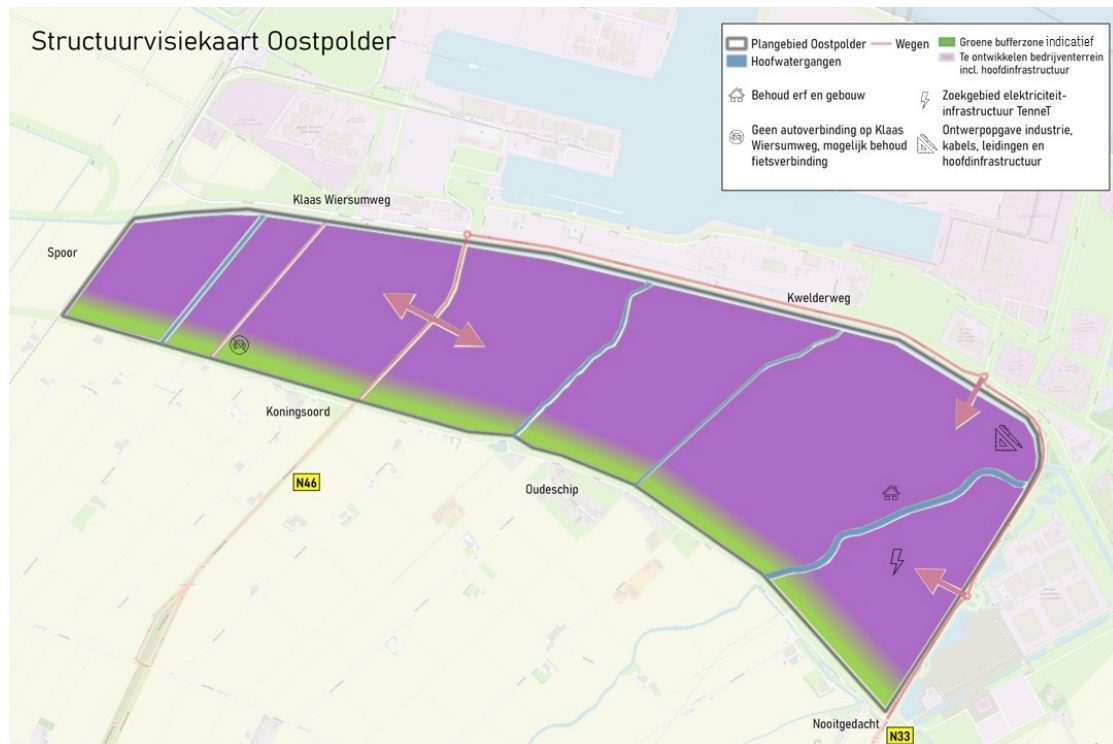 Structuurvisiekaart Oostpolder
Plangebied Oostpolder
Wegen
Groene bufferzone indicatief
Hoofwatergangen
Te ontwikkelen bedrijventerrein
incl. hoofdinfrastructuur
Behoud erf en gebouw
Zoekgebied elektriciteit-
infrastructuur TenneT
Geen autoverbinding op Klaas
Wiersumweg, mogelijk behoud
fietsverbinding
Ontwerpopgave industrie,
kabels, leidingen en
hoofdinfrastructuur
Klaas Wiersumweg
Spoor
Kwelderweg
Koningsoord
N46
Oudeschip
Nooitgedacht
N33